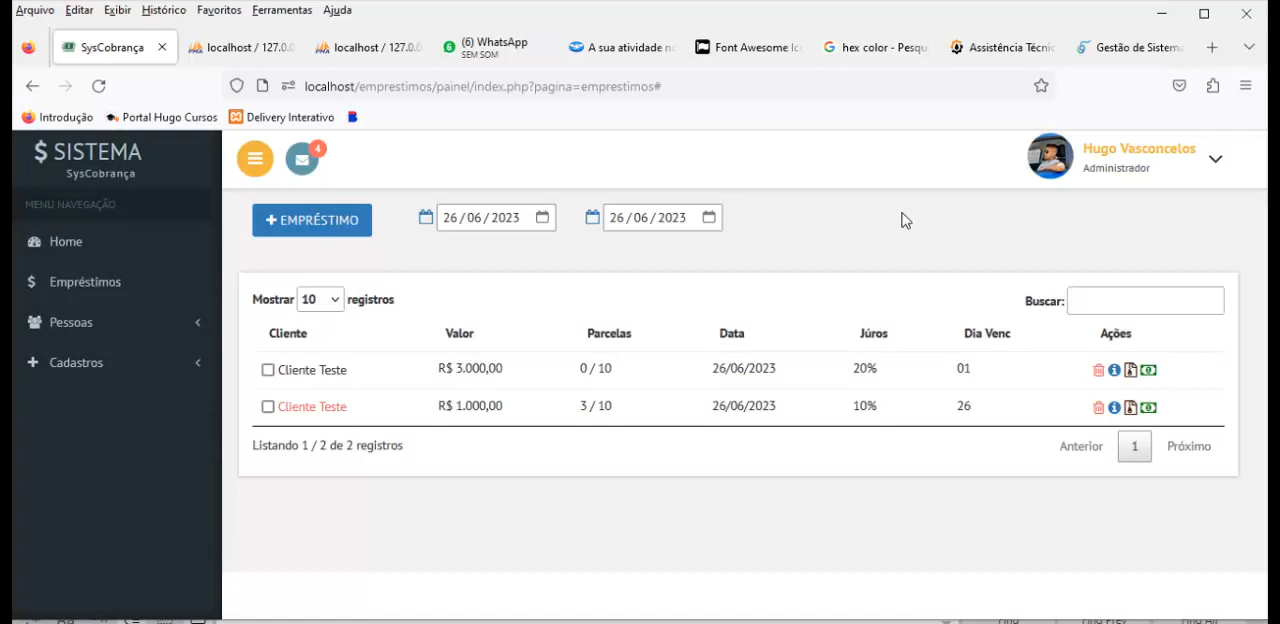 Arquivo Editar Exibir Histórico Favoritos Ferramentas Ajuda
SysCobrança
localhost / 127.0.0
localhost / 127.0.0
(6) WhatsApp
SEM SOM
A sua atividade no
Font Awesome Ic
hex color - Pesqu
Assistência Técnic
Gestão de Sistema
localhost/emprestimos/painel/index.php?pagina=emprestimos#
Introdução Portal Hugo Cursos Delivery Interativo
$ SISTEMA
SysCobrança
MENU NAVEGAÇÃO
Home
$ Empréstimos
Pessoas
Cadastros
4
Hugo Vasconcelos
Administrador
+ EMPRÉSTIMO
26 / 06 / 2023
26 / 06 / 2023
Mostrar 10 registros
Buscar:
Cliente Valor Parcelas Data Júros Dia Venc Ações
Cliente Teste R$ 3.000,00 0 / 10 26/06/2023 20% 01
Cliente Teste R$ 1.000,00 3 / 10 26/06/2023 10% 26
Listando 1 / 2 de 2 registros
Anterior 1 Próximo